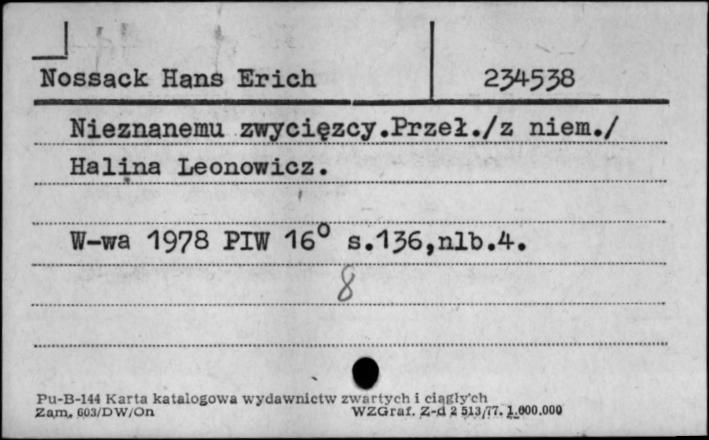 Nossack Hans Erich 234538
Nieznanemu zwycięzcy.Przeł./z niem./
Halina Leonowicz.
W-wa 1978 PIW 16° s.136,nlb.4.
8
Pu-B-144 Karta katalogowa wydawnictw zwartych i ciągłych
Zam. 603/DW/On WZGraf. Z-d 2 513/77. 1.000.000